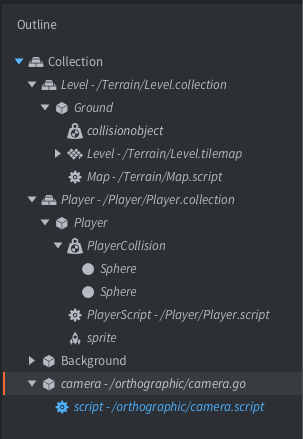 Outline
Collection
Level - /Terrain/Level.collection
Ground
collisionobject
Level - /Terrain/Level.tilemap
Map - /Terrain/Map.script
Player - /Player/Player.collection
Player
PlayerCollision
Sphere
Sphere
PlayerScript - /Player/Player.script
sprite
Background
camera - /orthographic/camera.go
script - /orthographic/camera.script